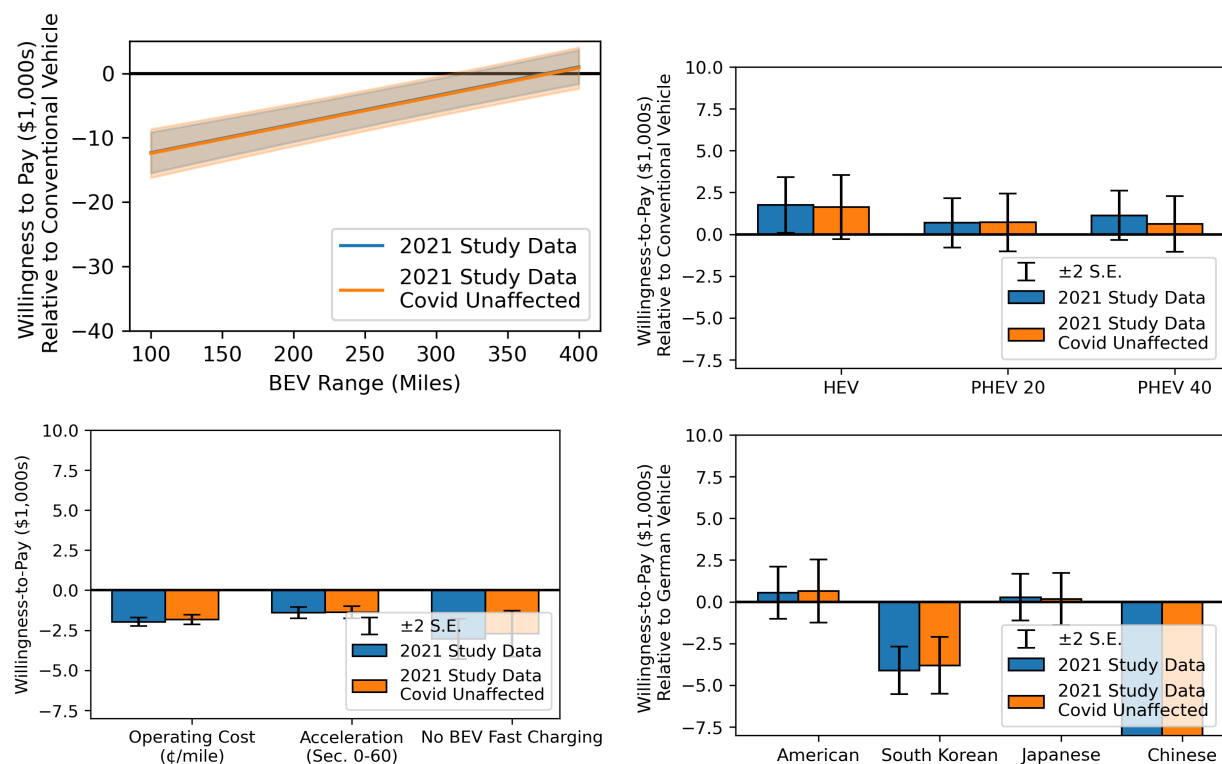 Willingness to Pay ($1,000s)
Relative to Conventional Vehicle
0
−10
−20
−30
−40
2021 Study Data
2021 Study Data
Covid Unaffected
100 150 200 250 300 350 400
BEV Range (Miles)
Willingness-to-Pay ($1,000s)
Relative to Conventional Vehicle
10.0
7.5
5.0
2.5
0.0
−2.5
−5.0
−7.5
±2 S.E.
2021 Study Data
2021 Study Data
Covid Unaffected
HEV PHEV 20 PHEV 40
Willingness-to-Pay ($1,000s)
10.0
7.5
5.0
2.5
0.0
−2.5
−5.0
−7.5
±2 S.E.
2021 Study Data
2021 Study Data
Covid Unaffected
Operating Cost
(¢/mile)
Acceleration
(Sec. 0-60)
No BEV Fast Charging
Willingness-to-Pay ($1,000s)
Relative to German Vehicle
10.0
7.5
5.0
2.5
0.0
−2.5
−5.0
−7.5
±2 S.E.
2021 Study Data
2021 Study Data
Covid Unaffected
American South Korean Japanese Chinese